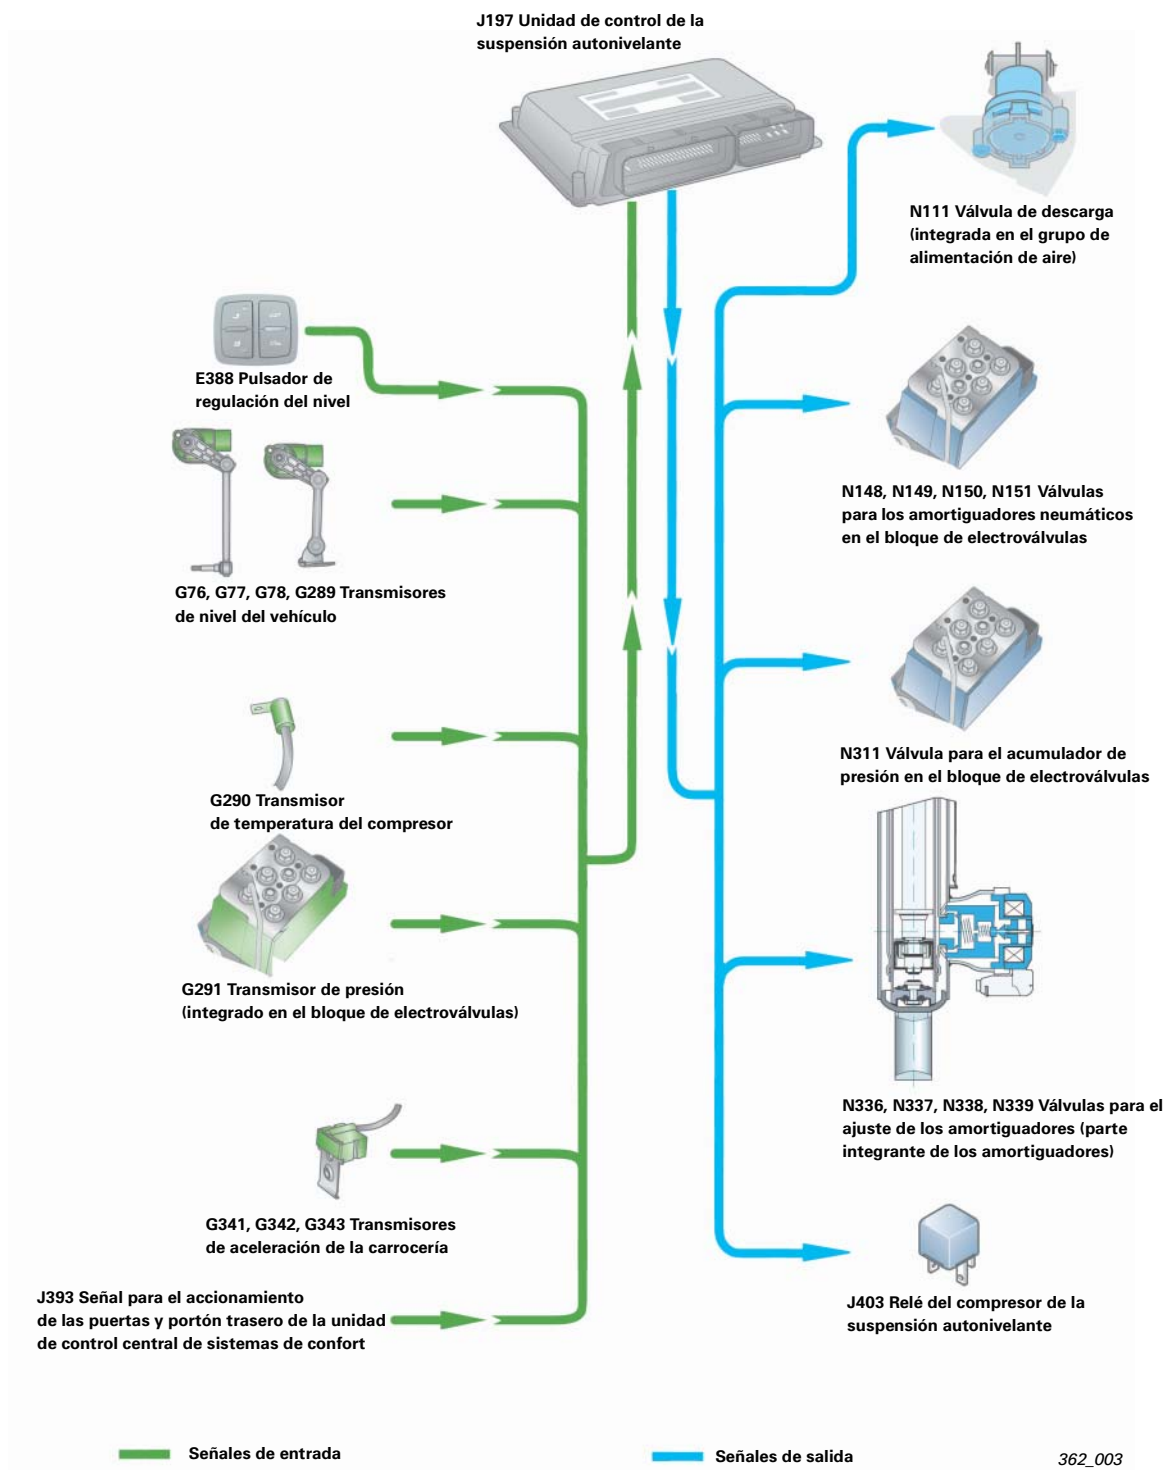 J197 Unidad de control de la
suspensión autonivelante
N111 Válvula de descarga
(integrada en el grupo de
alimentación de aire)
E388 Pulsador de
regulación del nivel
N148, N149, N150, N151 Válvulas
para los amortiguadores neumáticos
en el bloque de electroválvulas
G76, G77, G78, G289 Transmisores
de nivel del vehículo
N311 Válvula para el acumulador de
presión en el bloque de electroválvulas
G290 Transmisor
de temperatura del compresor
G291 Transmisor de presión
(integrado en el bloque de electroválvulas)
N336, N337, N338, N339 Válvulas para el
ajuste de los amortiguadores (parte
integrante de los amortiguadores)
G341, G342, G343 Transmisores
de aceleración de la carrocería
J393 Señal para el accionamiento
de las puertas y portón trasero de la unidad
de control central de sistemas de confort
J403 Relé del compresor de la
suspensión autonivelante
Señales de entrada
Señales de salida
362_003